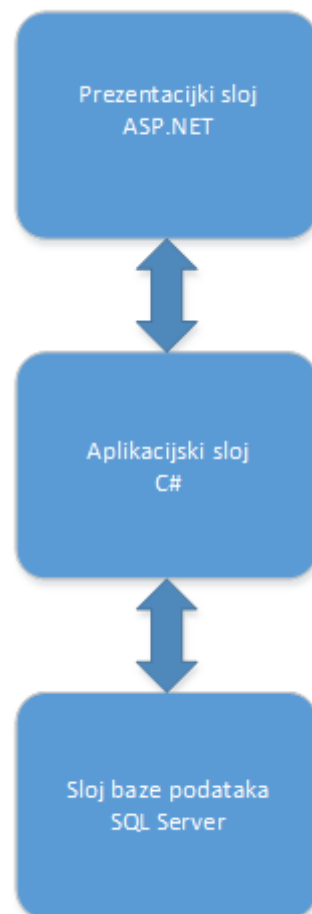 Prezentacijki sloj
ASP.NET
Aplikacijski sloj
C#
Sloj baze podataka
SQL Server